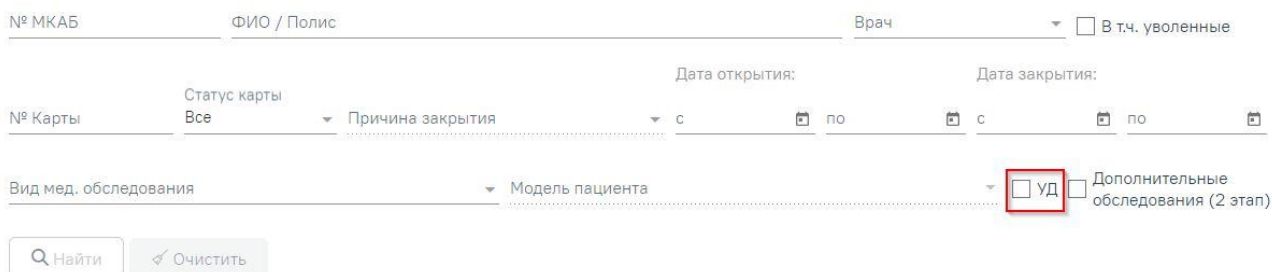 № МКАБ ФИО / Полис Врач В т.ч. уволенные
Дата открытия: Дата закрытия:
Статус карты
№ Карты Все Причина закрытия с по с по
Вид мед. обследования Модель пациента УД Дополнительные
обследования (2 этап)
Найти Очистить